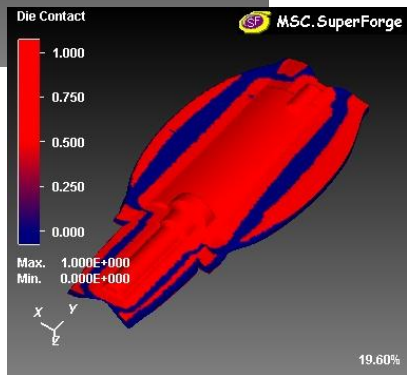 Die Contact
SF MSC.SuperForge
1.000
0.750
0.500
0.250
0.000
Max. 1.000E+000
Min. 0.000E+000
X Y
Z
19.60%